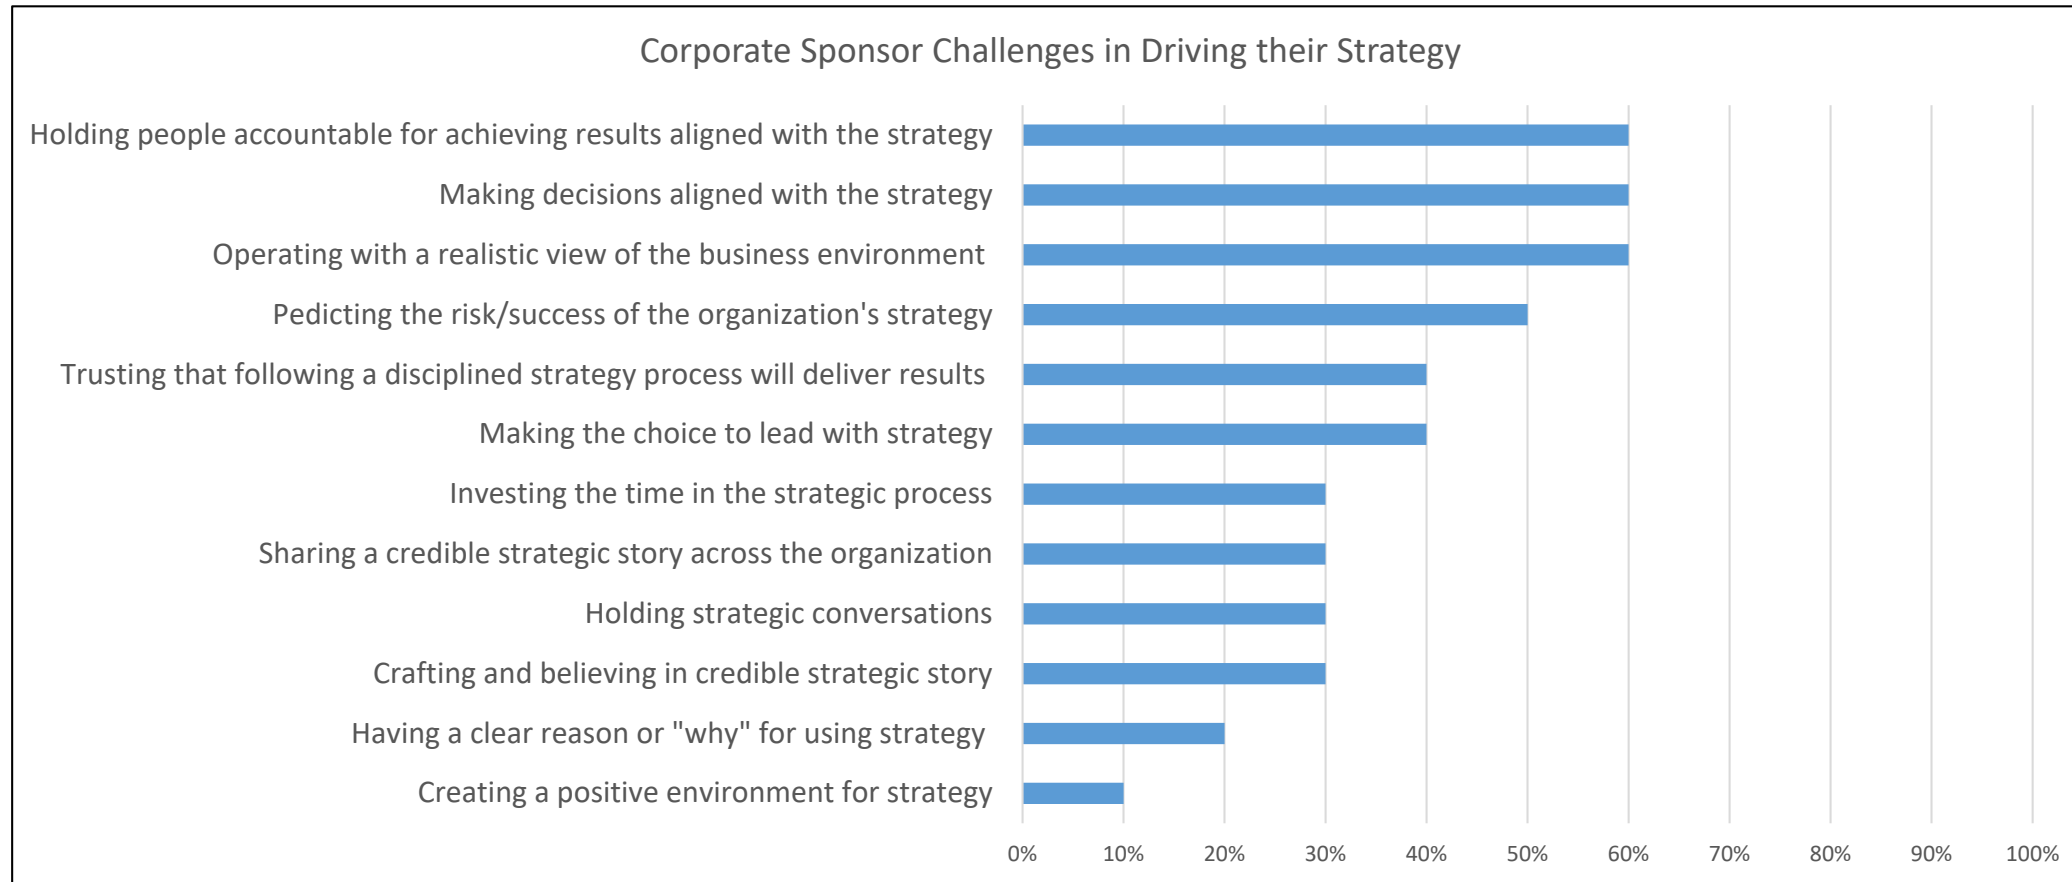 Corporate Sponsor Challenges in Driving their Strategy
Holding people accountable for achieving results aligned with the strategy
Making decisions aligned with the strategy
Operating with a realistic view of the business environment
Pedicting the risk/success of the organization's strategy
Trusting that following a disciplined strategy process will deliver results
Making the choice to lead with strategy
Investing the time in the strategic process
Sharing a credible strategic story across the organization
Holding strategic conversations
Crafting and believing in credible strategic story
Having a clear reason or "why" for using strategy
Creating a positive environment for strategy
0% 10% 20% 30% 40% 50% 60% 70% 80% 90% 100%